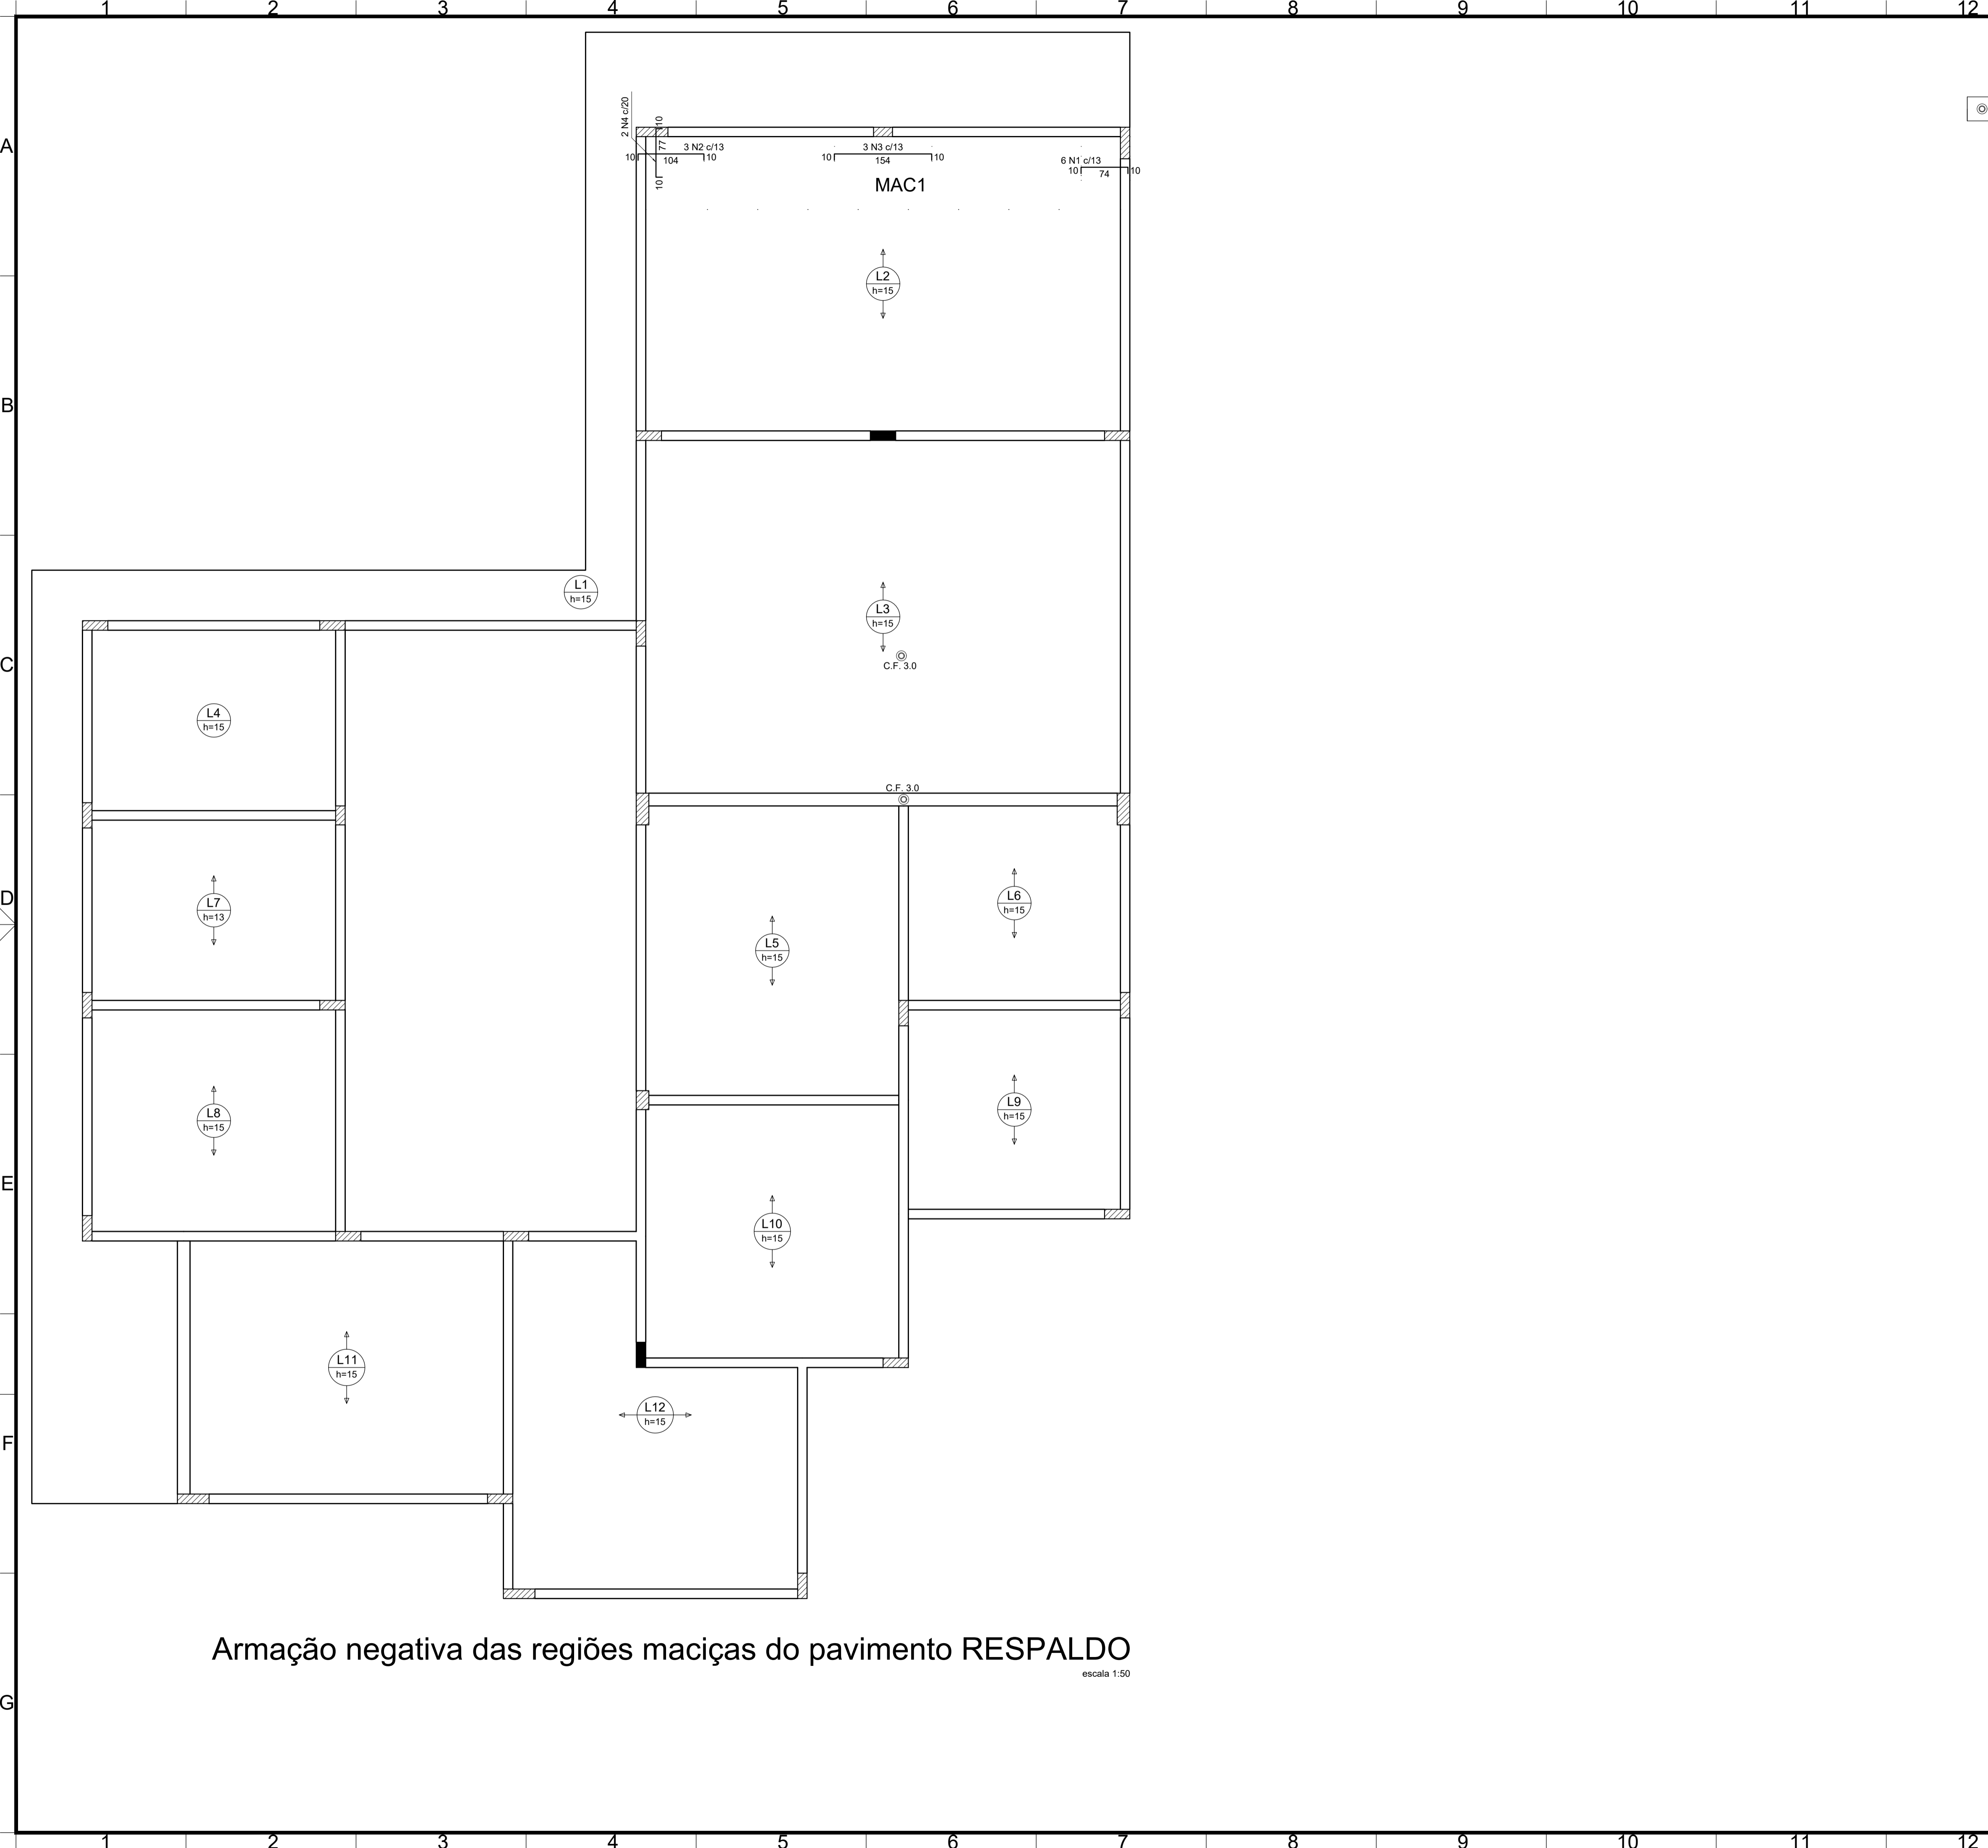 1 2 3 4 5 6 7 8 9 10 11 12
A
2 N4 c/20
10
77
10
3 N2 c/13
10 104 10
3 N3 c/13
10 154 10
6 N1 c/13
10 74 10
MAC1
L2
h=15
B
L1
h=15
L3
h=15
C.F. 3.0
C
L4
h=15
C.F. 3.0
D
L7
h=13
L6
h=15
L5
h=15
L8
h=15
L9
h=15
E
L10
h=15
L11
h=15
L12
h=15
F
Armação negativa das regiões maciças do pavimento RESPALDO
escala 1:50
G
1 2 3 4 5 6 7 8 9 10 11 12